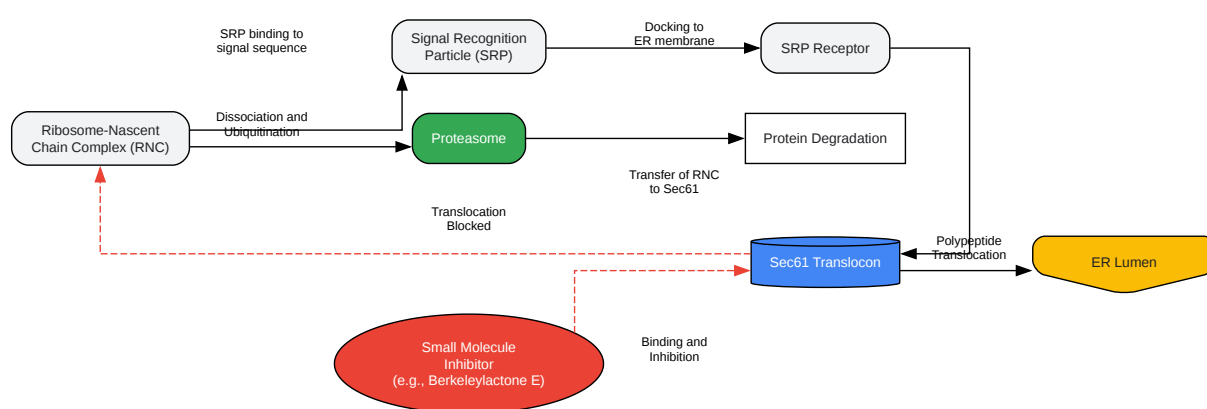 SRP binding to
signal sequence
Signal Recognition
Particle (SRP)
Docking to
ER membrane
SRP Receptor
Ribosome-Nascent
Chain Complex (RNC)
Dissociation and
Ubiquitination
Proteasome
Protein Degradation
Transfer of RNC
to Sec61
Translocation
Blocked
Sec61 Translocon
Polypeptide
Translocation
ER Lumen
Small Molecule
Inhibitor
(e.g., Berkeleylactone E)
Binding and
Inhibition